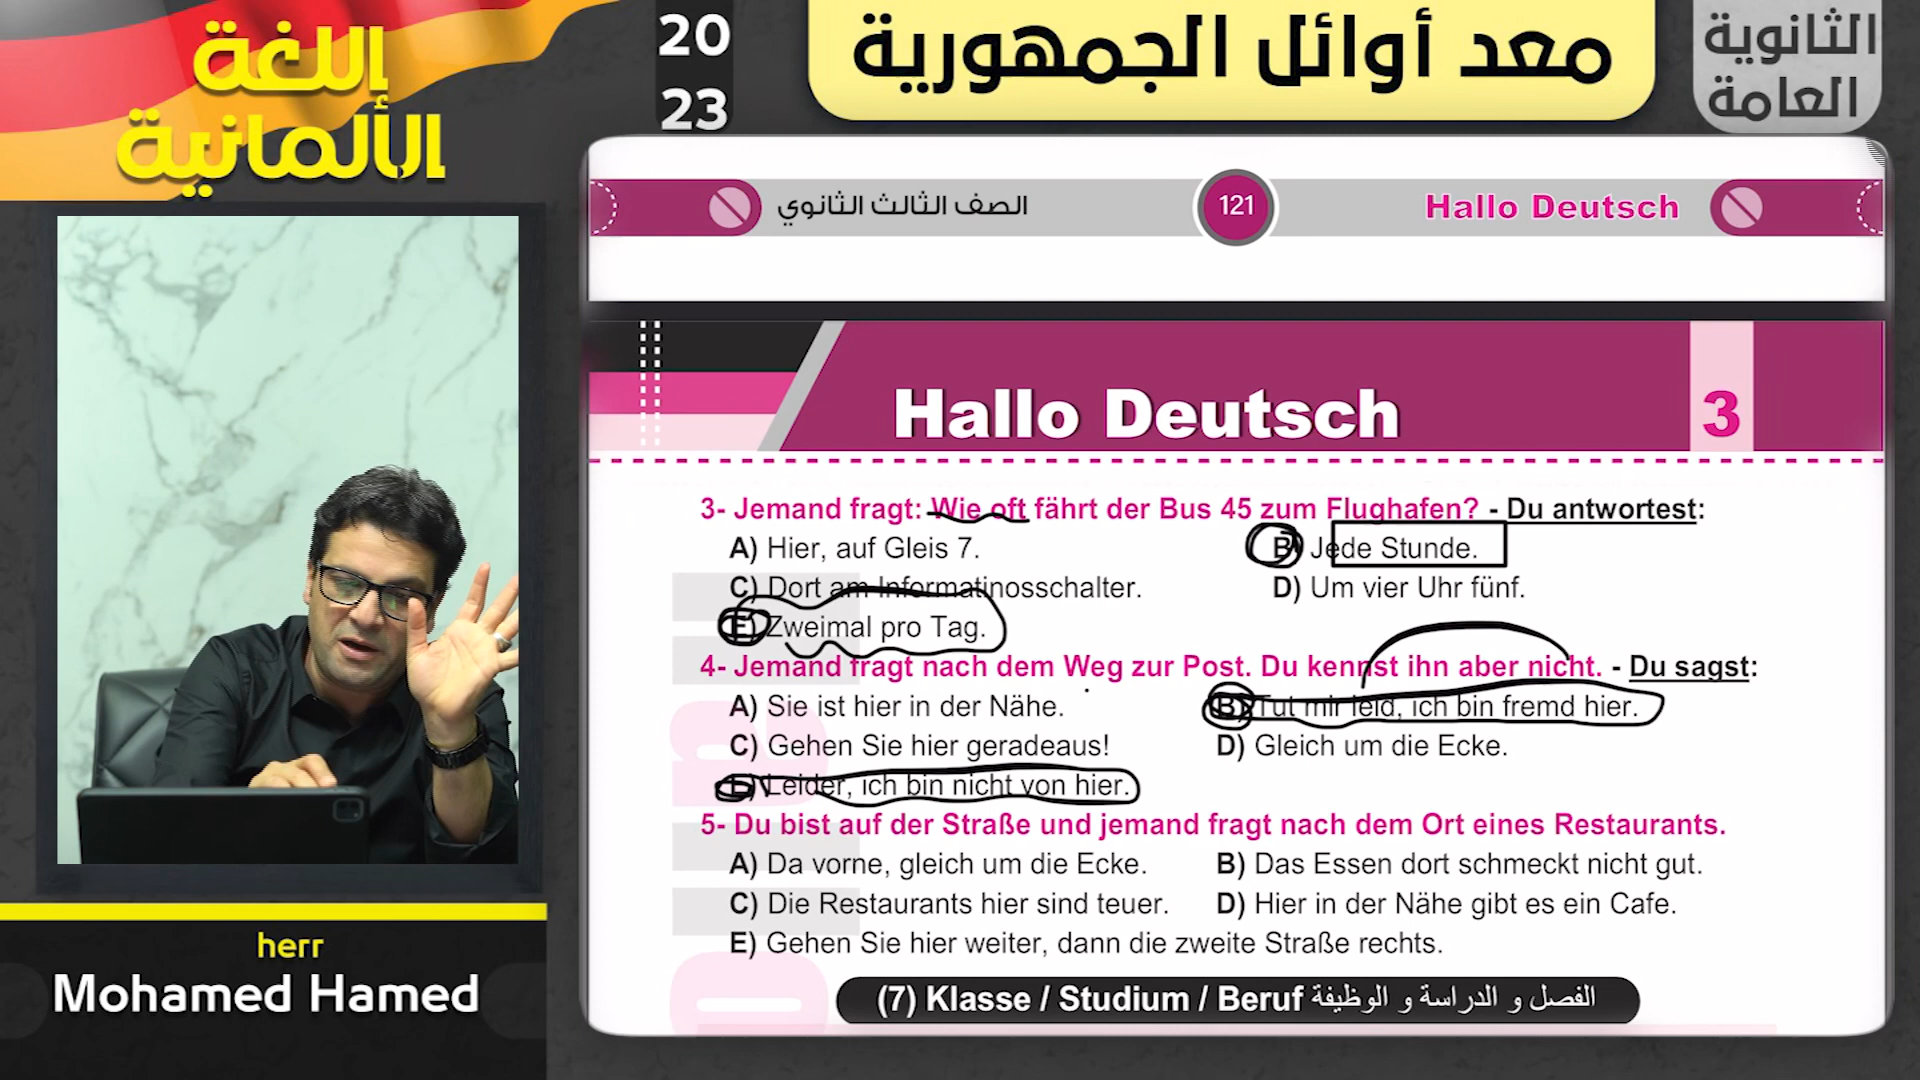 اللغة
الألمانية
20
23
معد أوائل الجمهورية
الثانوية
العامة
الصف الثالث الثانوي
121
Hallo Deutsch
Hallo Deutsch
3
3- Jemand fragt: Wie oft fährt der Bus 45 zum Flughafen? - Du antwortest:
A) Hier, auf Gleis 7.
B) Jede Stunde.
C) Dort am Informatinosschalter.
D) Um vier Uhr fünf.
E) Zweimal pro Tag.
4- Jemand fragt nach dem Weg zur Post. Du kennst ihn aber nicht. - Du sagst:
A) Sie ist hier in der Nähe.
B) Tut mir leid, ich bin fremd hier.
C) Gehen Sie hier geradeaus!
D) Gleich um die Ecke.
E) Leider, ich bin nicht von hier.
5- Du bist auf der Straße und jemand fragt nach dem Ort eines Restaurants.
A) Da vorne, gleich um die Ecke.
B) Das Essen dort schmeckt nicht gut.
C) Die Restaurants hier sind teuer.
D) Hier in der Nähe gibt es ein Cafe.
E) Gehen Sie hier weiter, dann die zweite Straße rechts.
(7) Klasse / Studium / Beruf الفصل و الدراسة و الوظيفة
herr
Mohamed Hamed